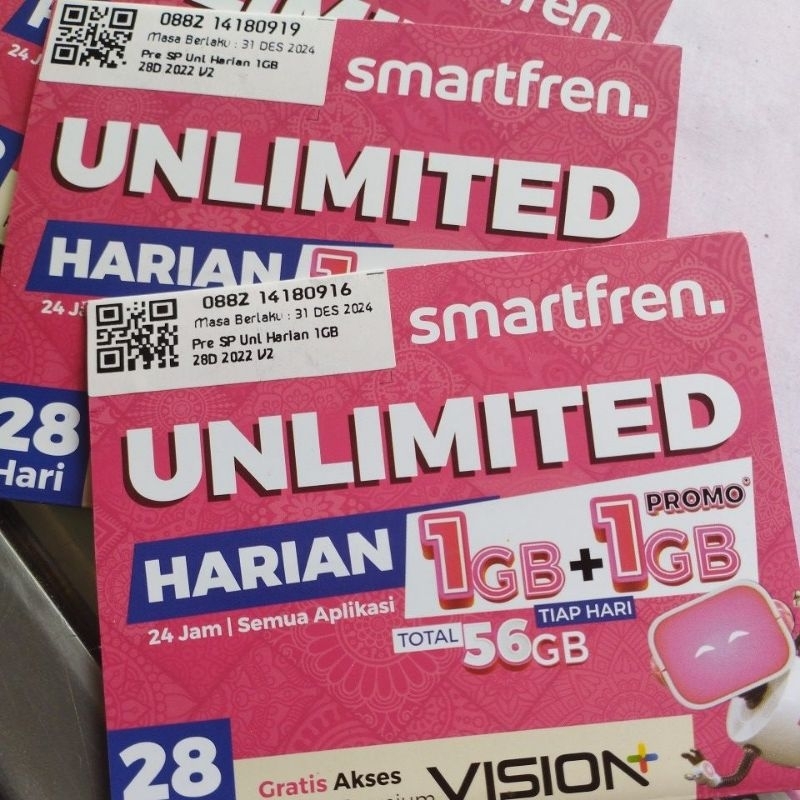 0882 14180919
Masa Berlaku : 31 DES 2024
Pre SP Unl Harian 1GB
28D 2022 V2
smartfren.
UNLIMITED
HARIAN 1
24 J
28
Hari
0882 14180916
Masa Berlaku : 31 DES 2024
Pre SP Unl Harian 1GB
28D 2022 V2
smartfren.
UNLIMITED
HARIAN 1GB+1GB PROMO
24 Jam | Semua Aplikasi
TIAP HARI
TOTAL 56GB
28
Gratis Akses
VISION+